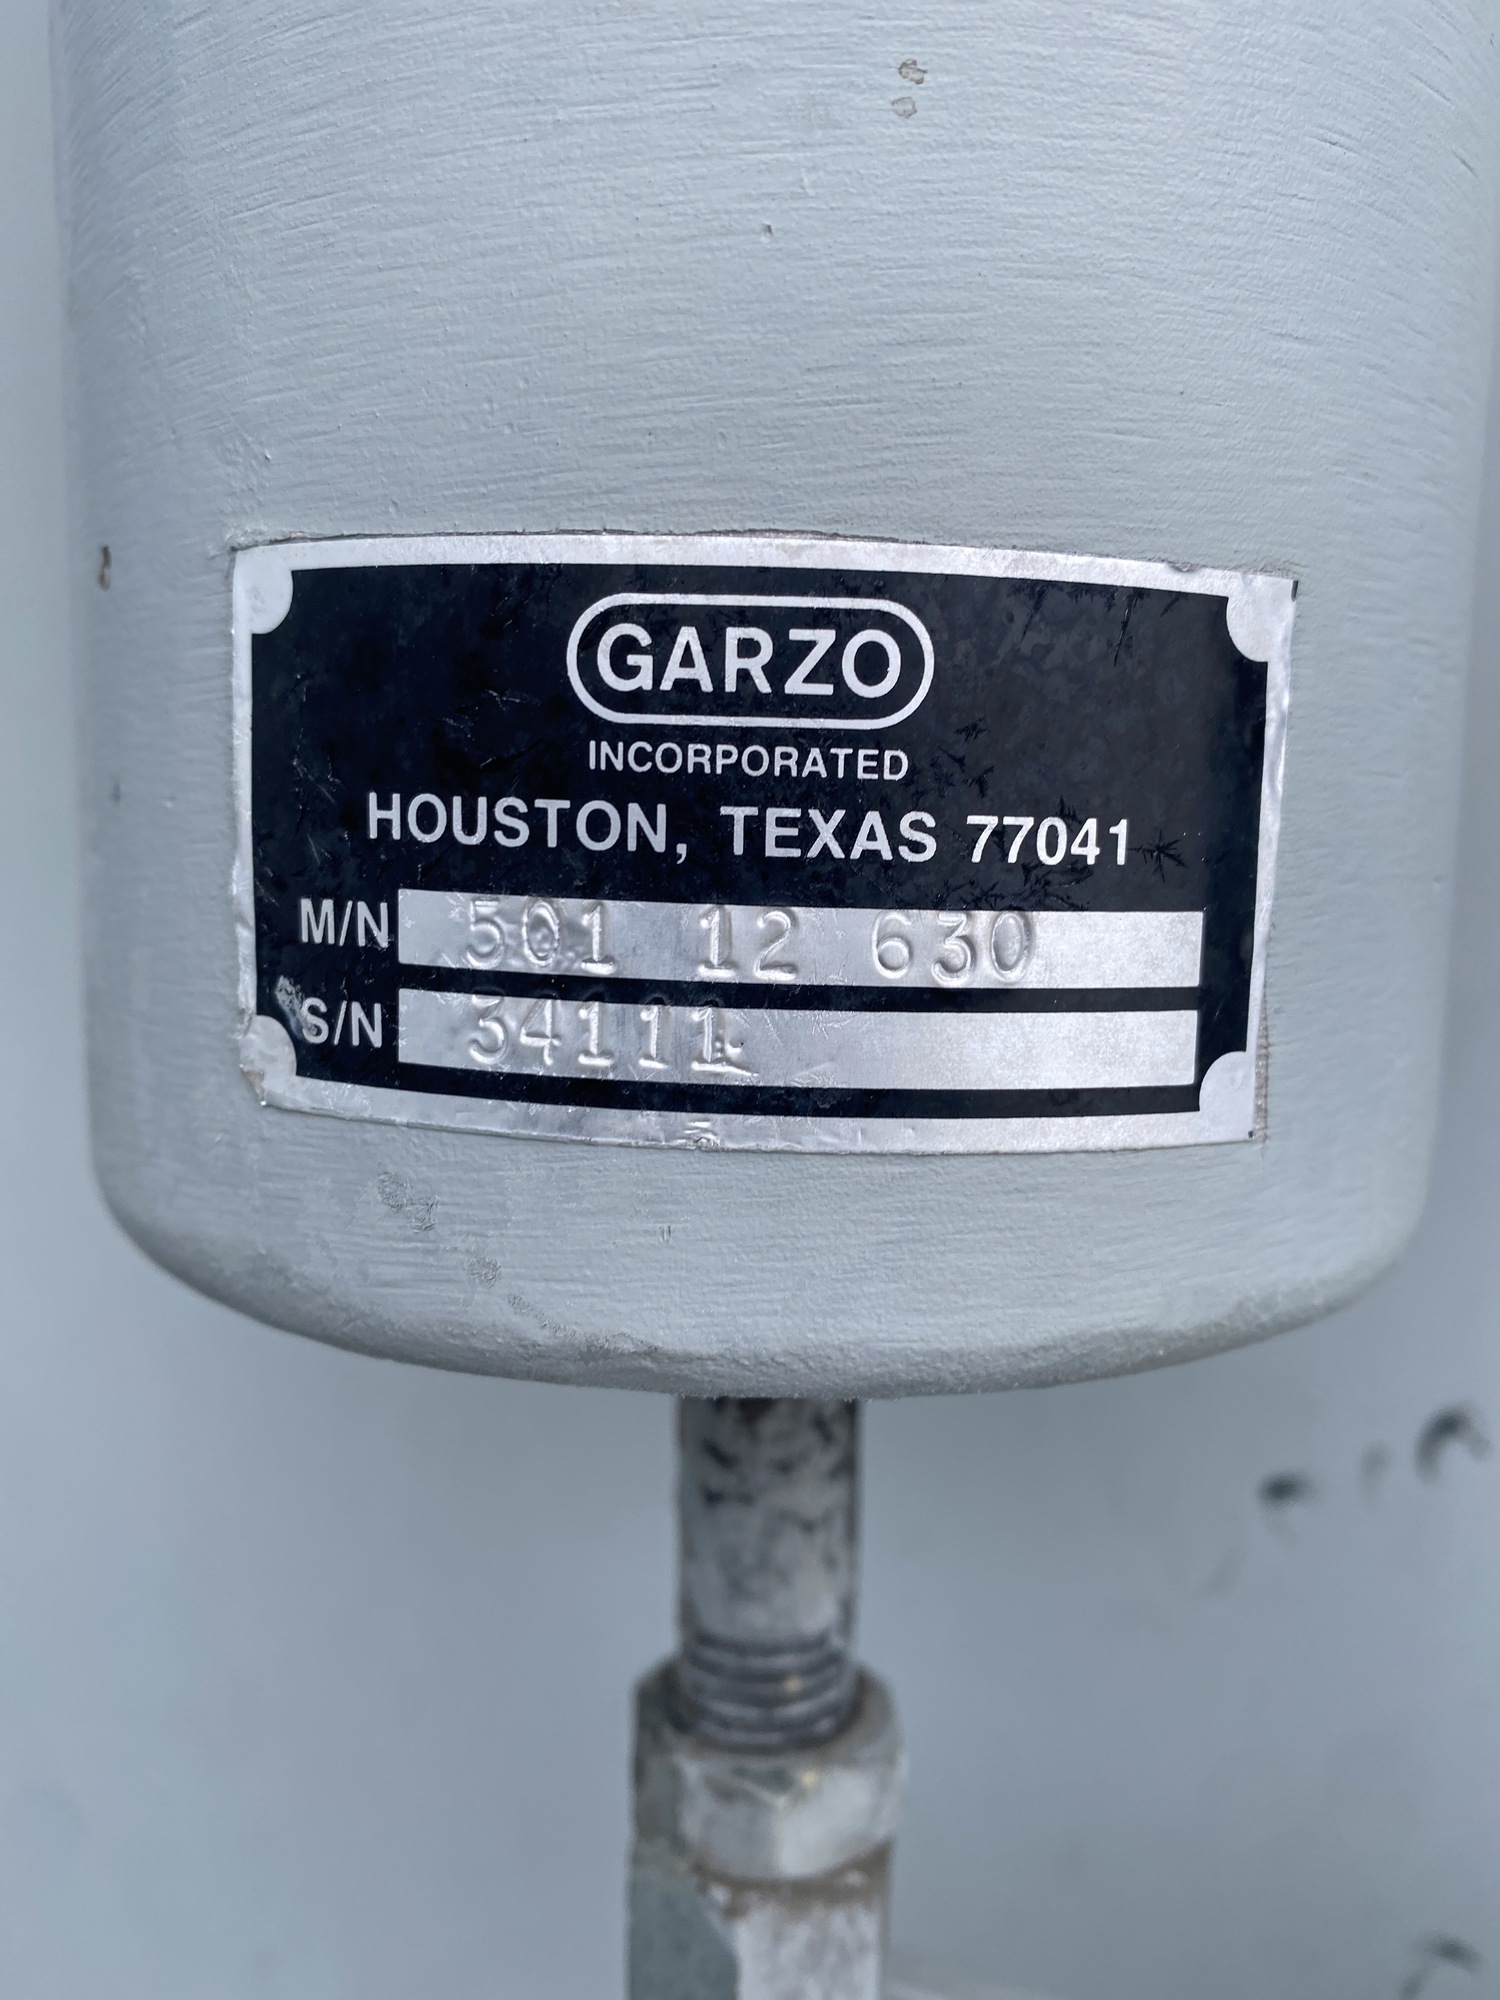 GARZO
INCORPORATED
HOUSTON, TEXAS 77041
M/N 501 12 630
S/N 34111